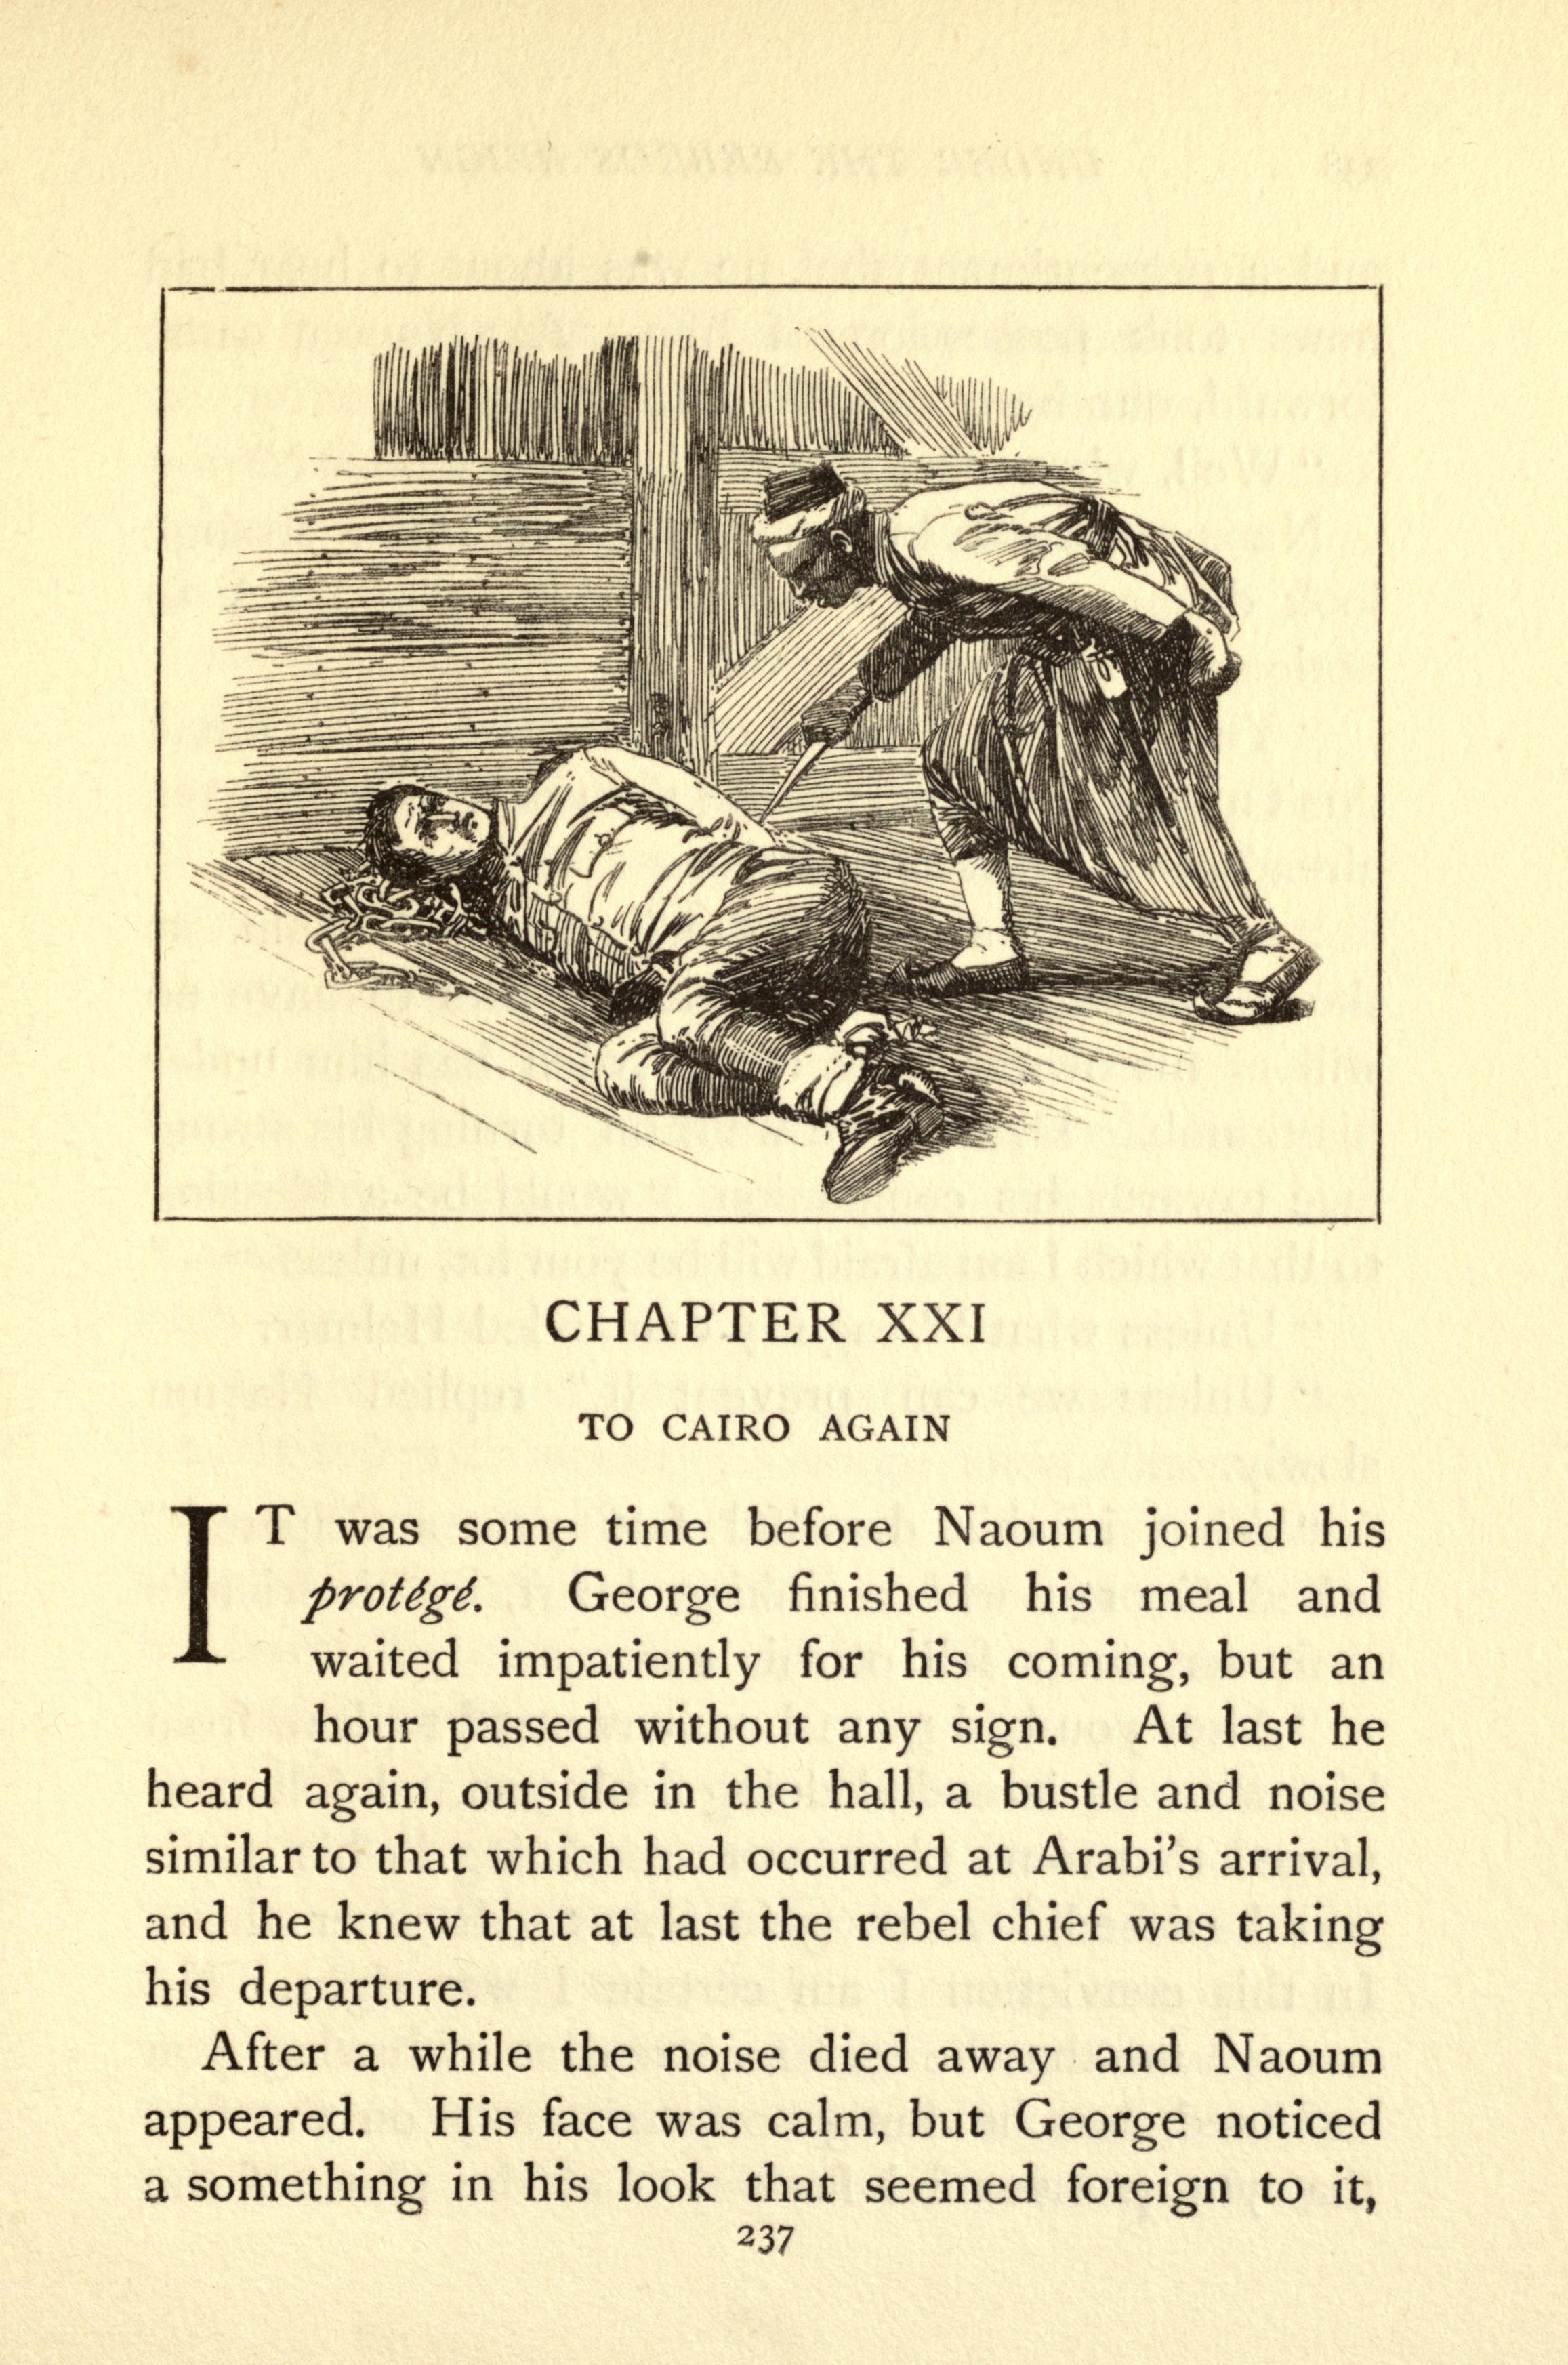 CHAPTER XXI
TO CAIRO AGAIN
IT was some time before Naoum joined his
protégé. George finished his meal and
waited impatiently for his coming, but an
hour passed without any sign. At last he
heard again, outside in the hall, a bustle and noise
similar to that which had occurred at Arabi's arrival,
and he knew that at last the rebel chief was taking
his departure.
After a while the noise died away and Naoum
appeared. His face was calm, but George noticed
a something in his look that seemed foreign to it,
237